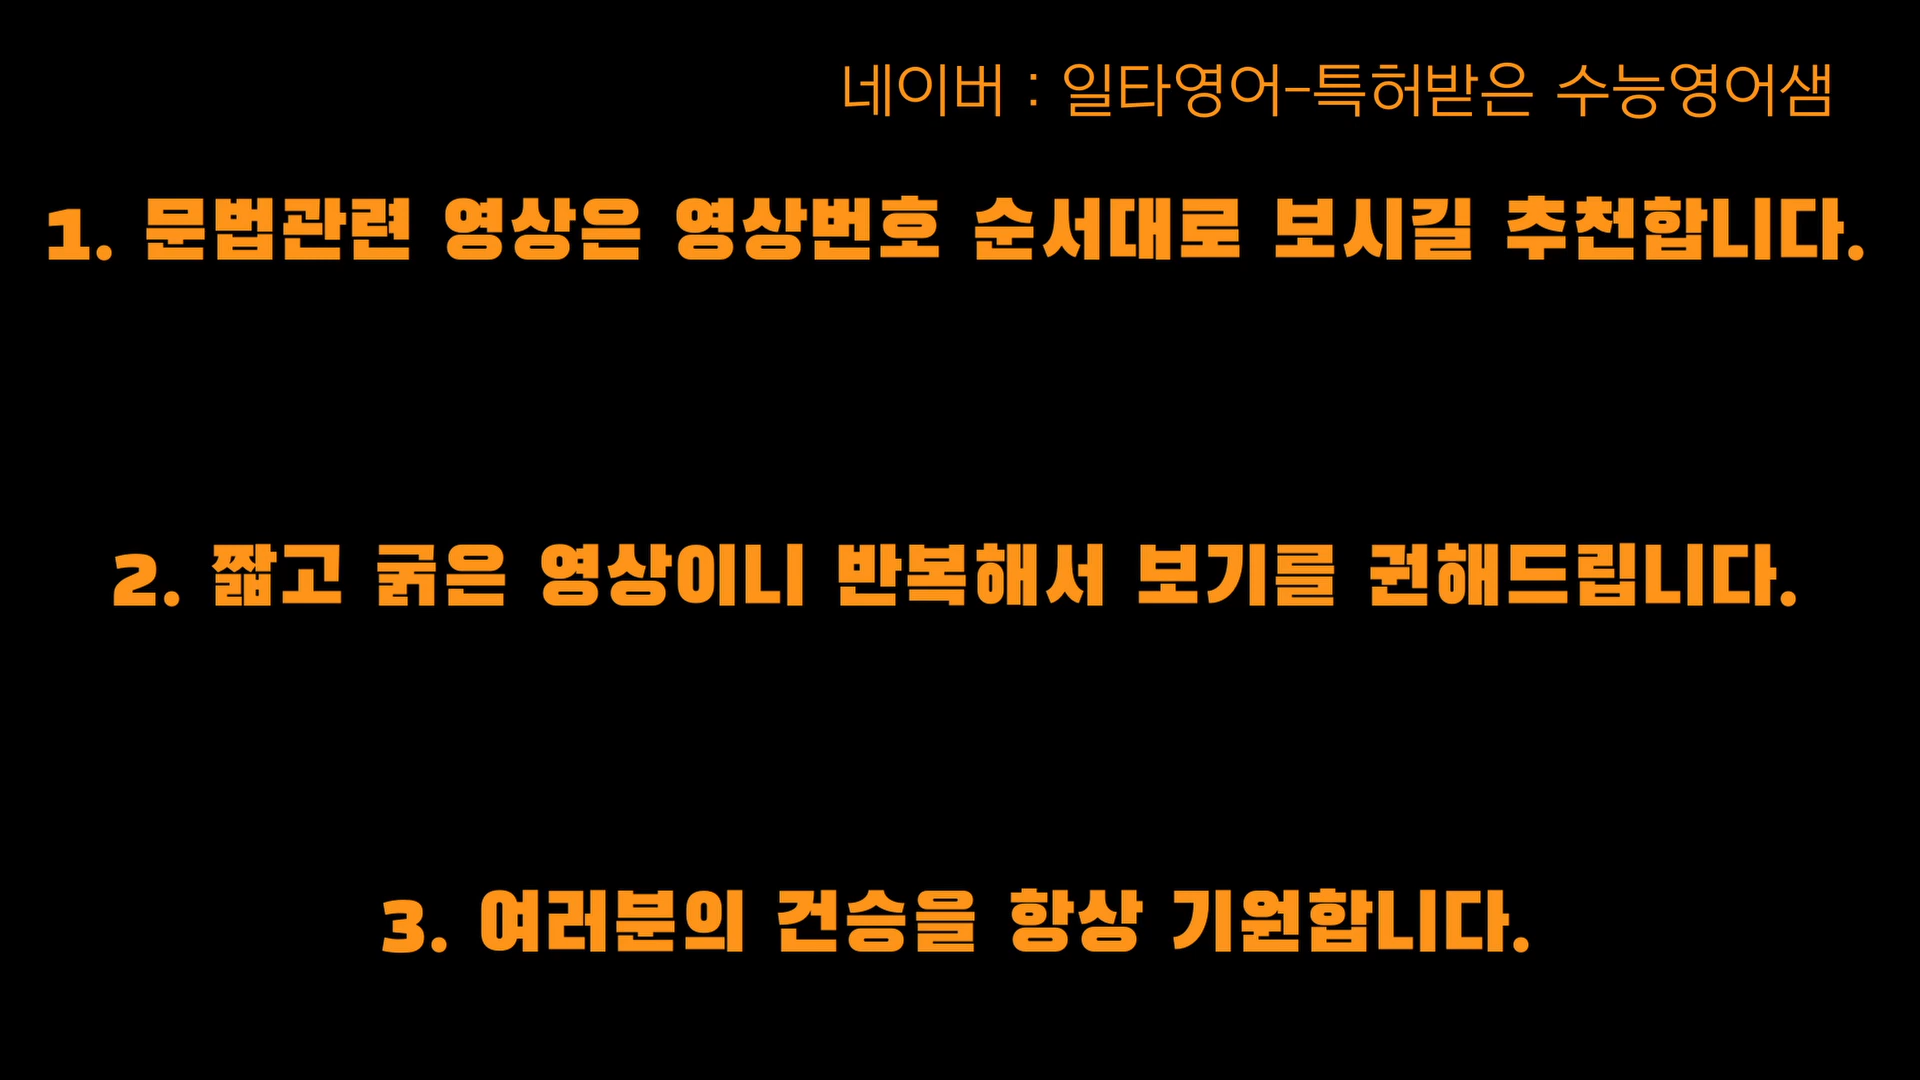 네이버 : 일타영어-특허받은 수능영어샘
1. 문법관련 영상은 영상번호 순서대로 보시길 추천합니다.
2. 짧고 굵은 영상이니 반복해서 보기를 권해드립니다.
3. 여러분의 건승을 항상 기원합니다.